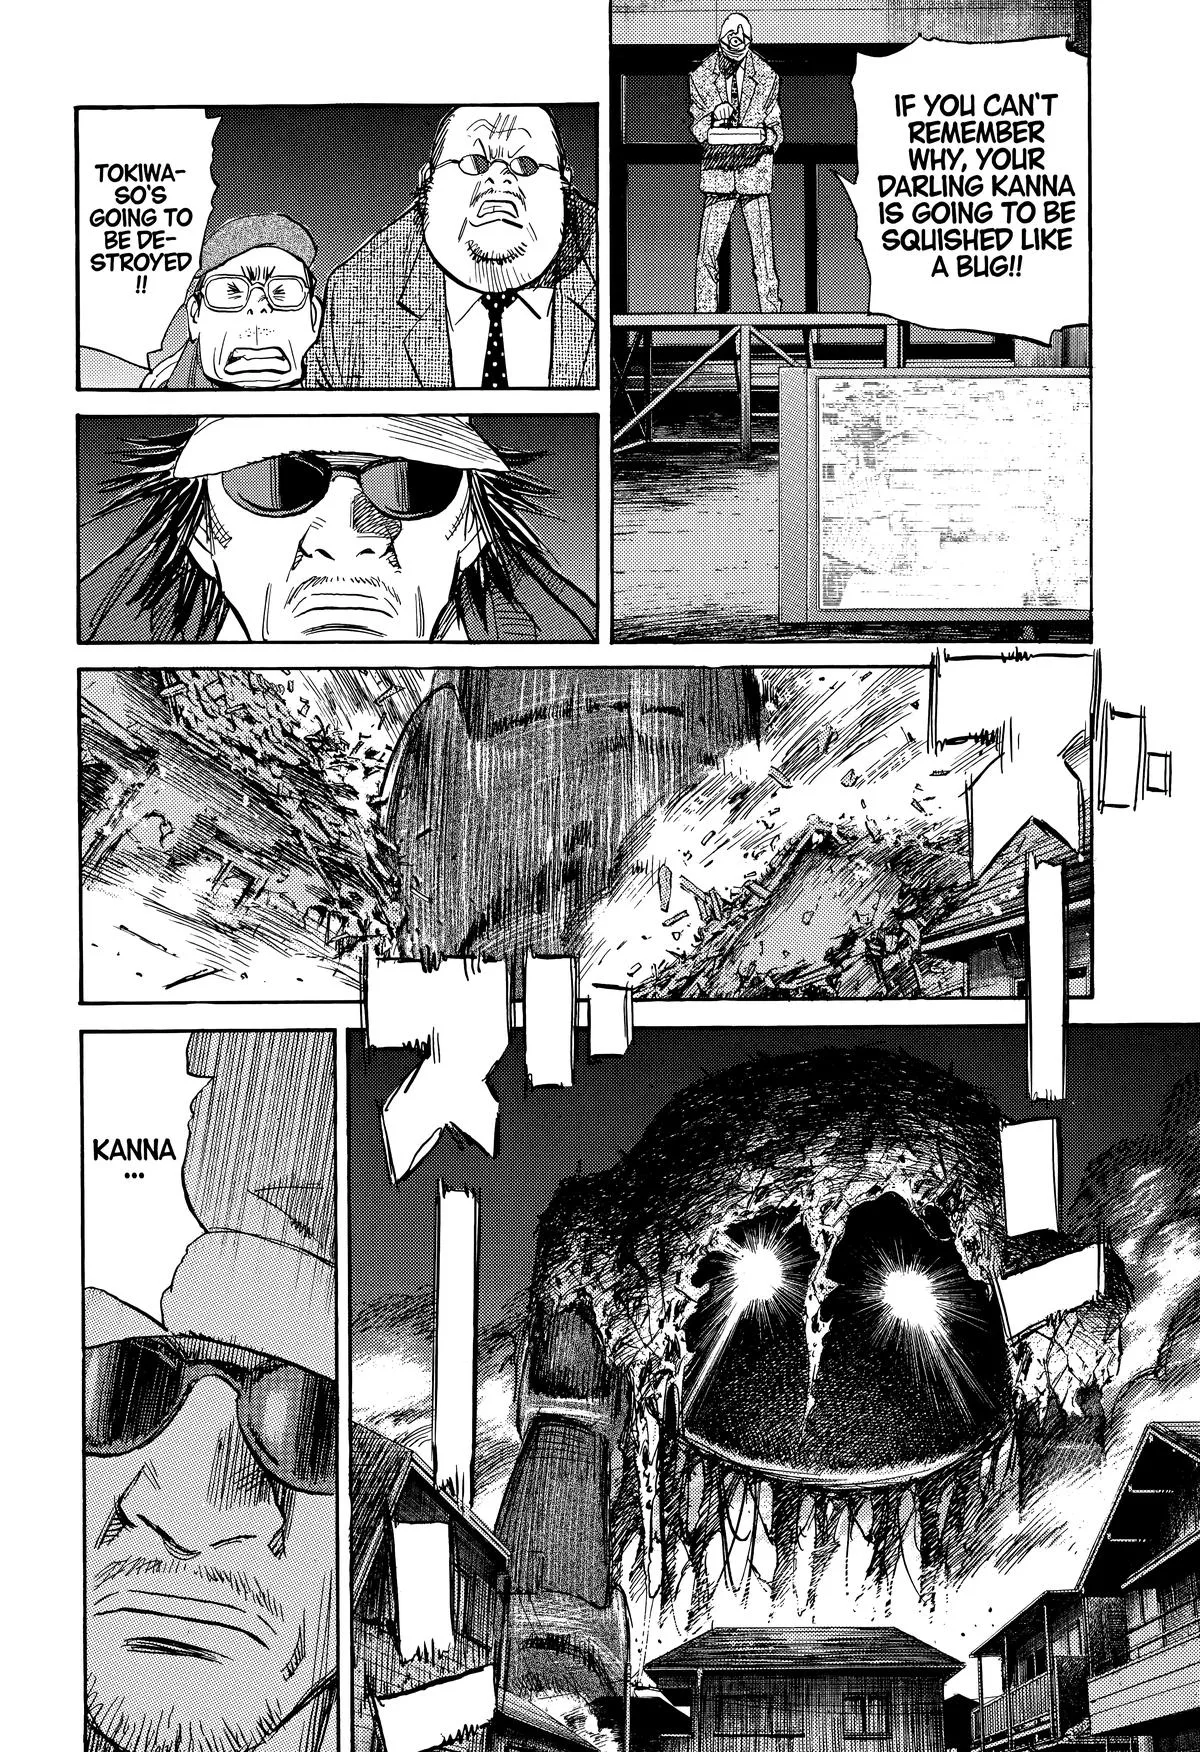 IF YOU CAN'T
REMEMBER
WHY, YOUR
DARLING KANNA
IS GOING TO BE
SQUISHED LIKE
A BUG!!
TOKIWA-
SO'S
GOING TO
BE DE-
STROYED
!!
KANNA
...